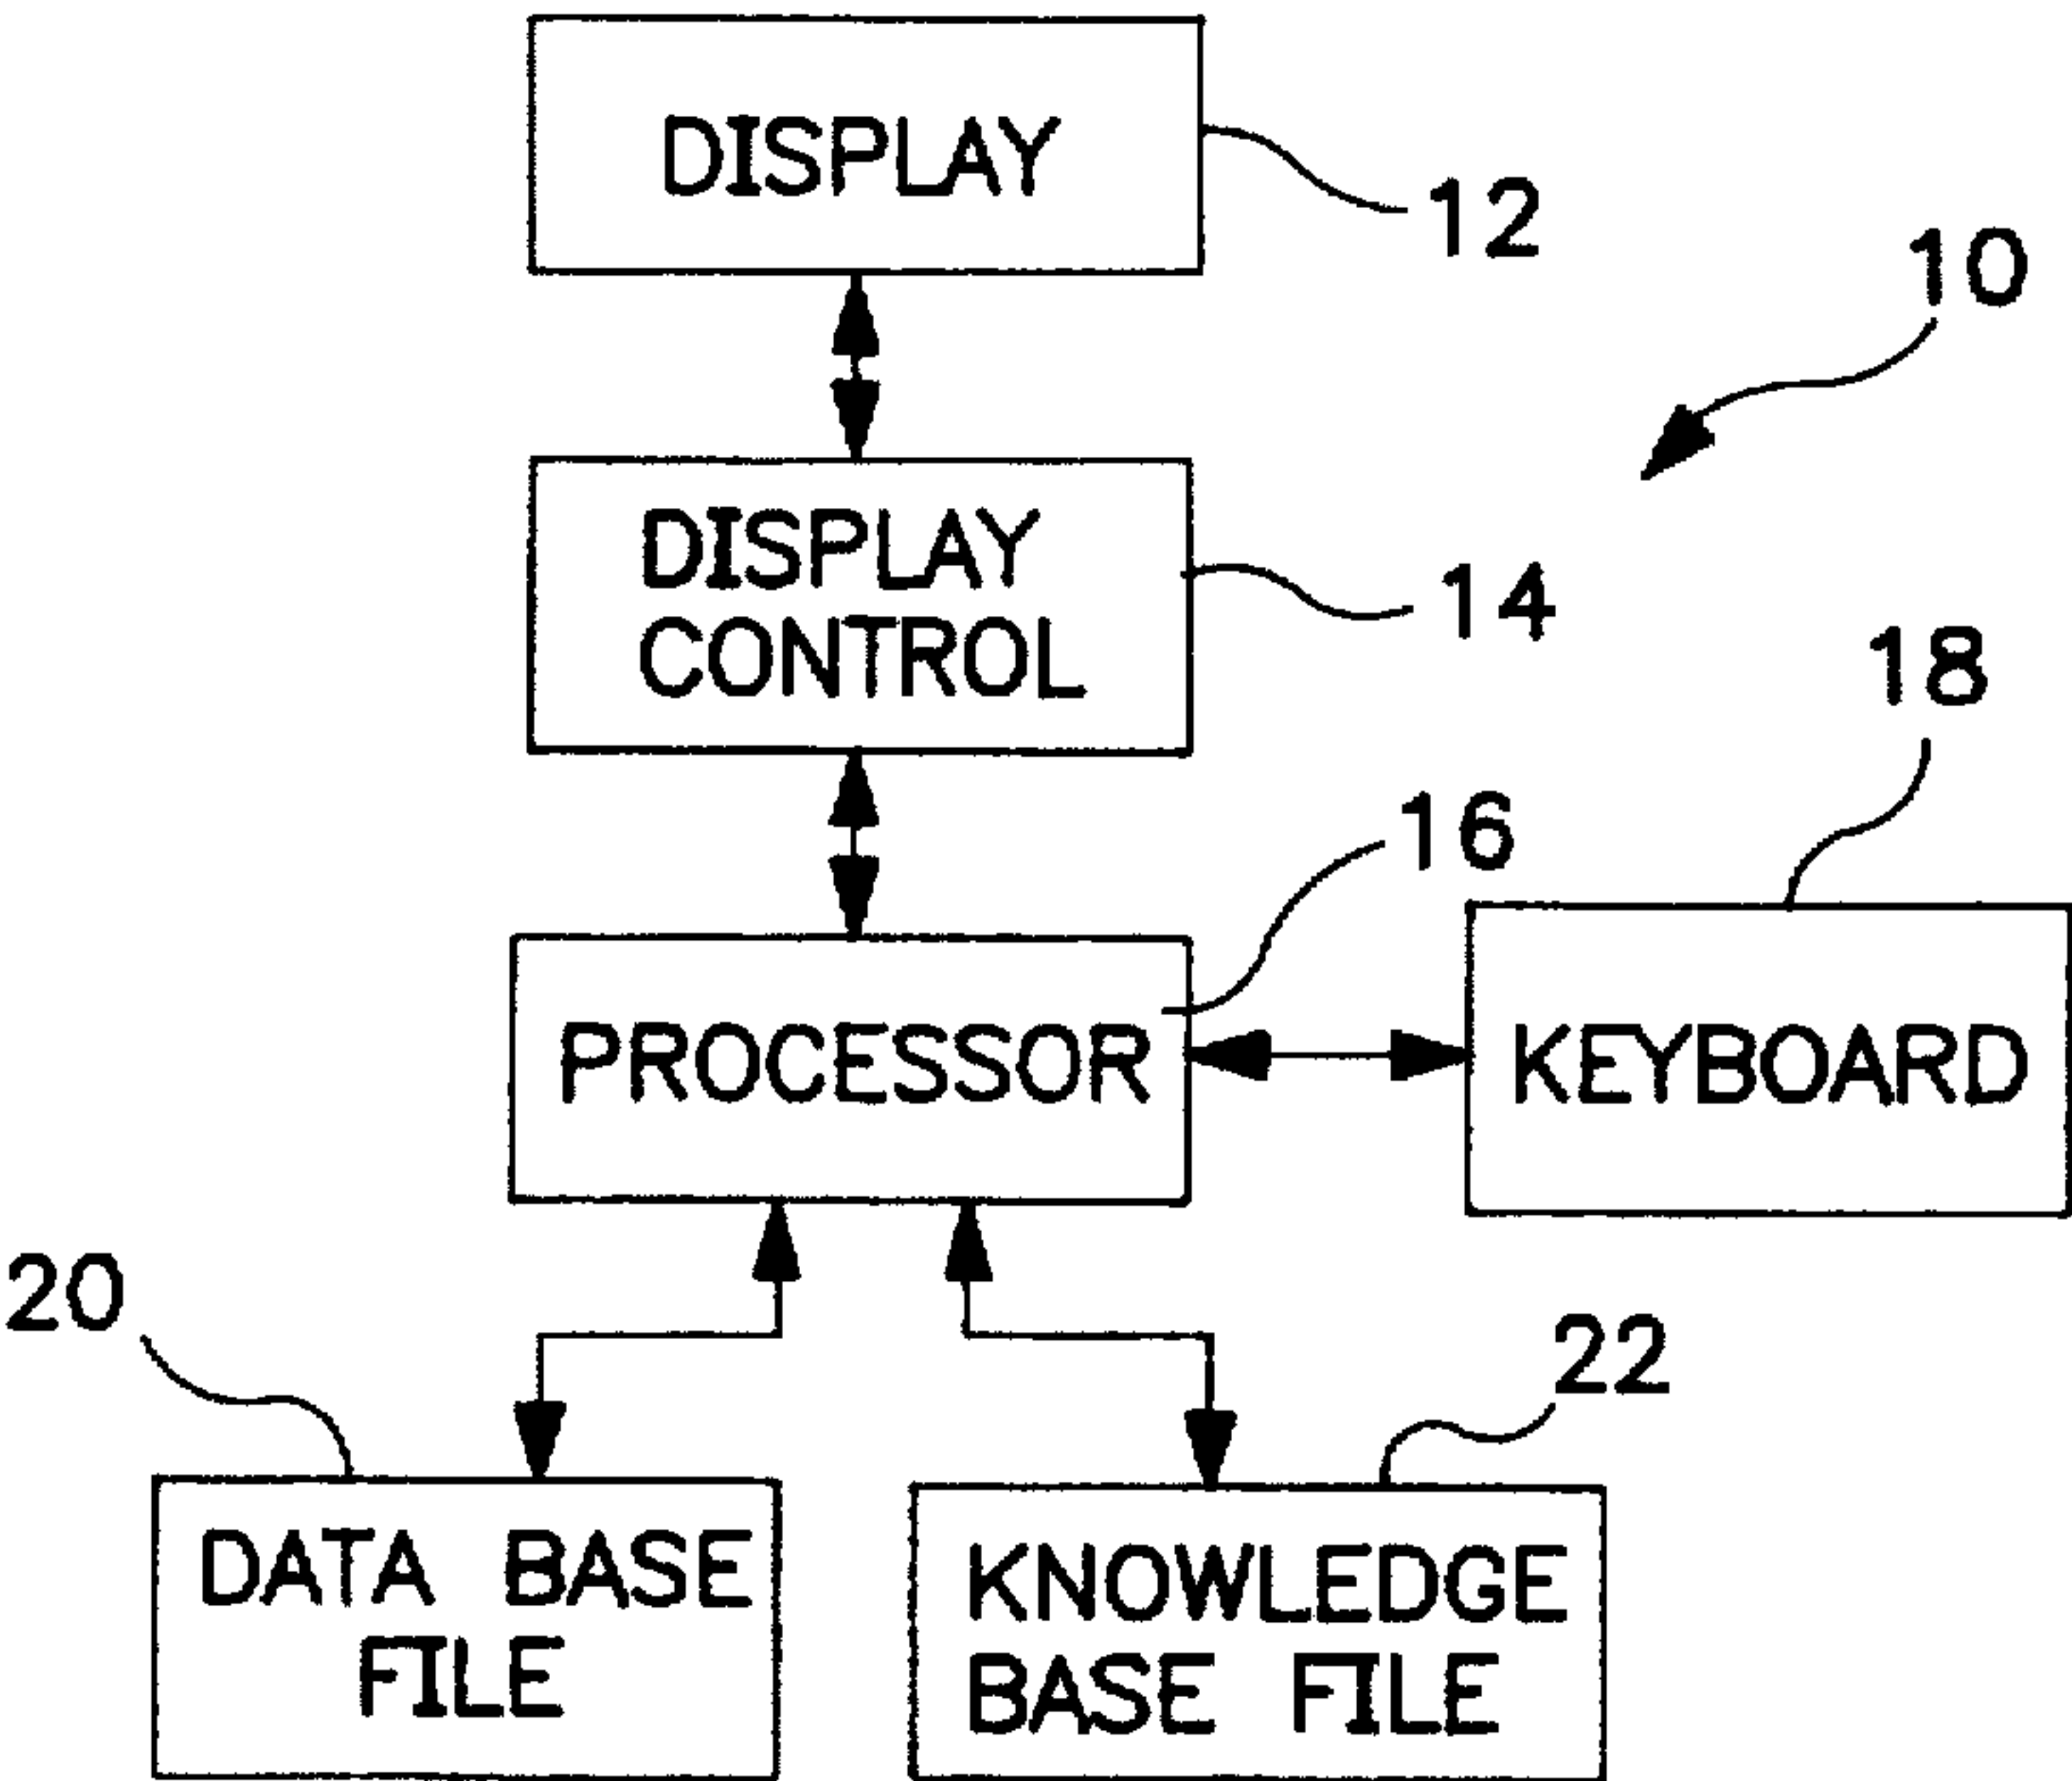 DISPLAY
12
10
DISPLAY
CONTROL
14
18
16
PROCESSOR
KEYBOARD
20
22
DATA BASE
FILE
KNOWLEDGE
BASE FILE